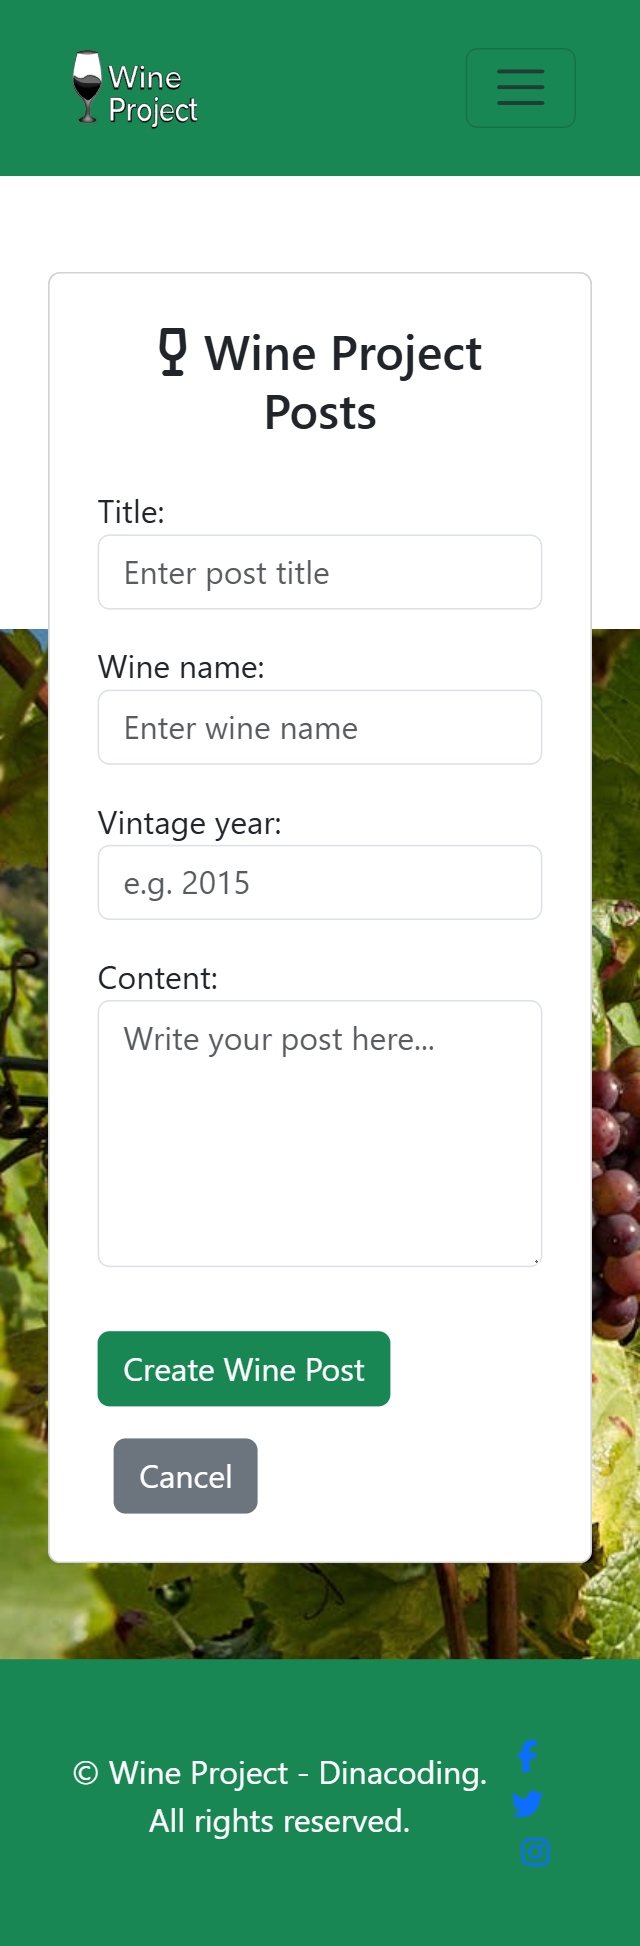 Wine
Project
Wine Project
Posts
Title:
Enter post title
Wine name:
Enter wine name
Vintage year:
e.g. 2015
Content:
Write your post here...
Create Wine Post
Cancel
© Wine Project - Dinacoding.
All rights reserved.